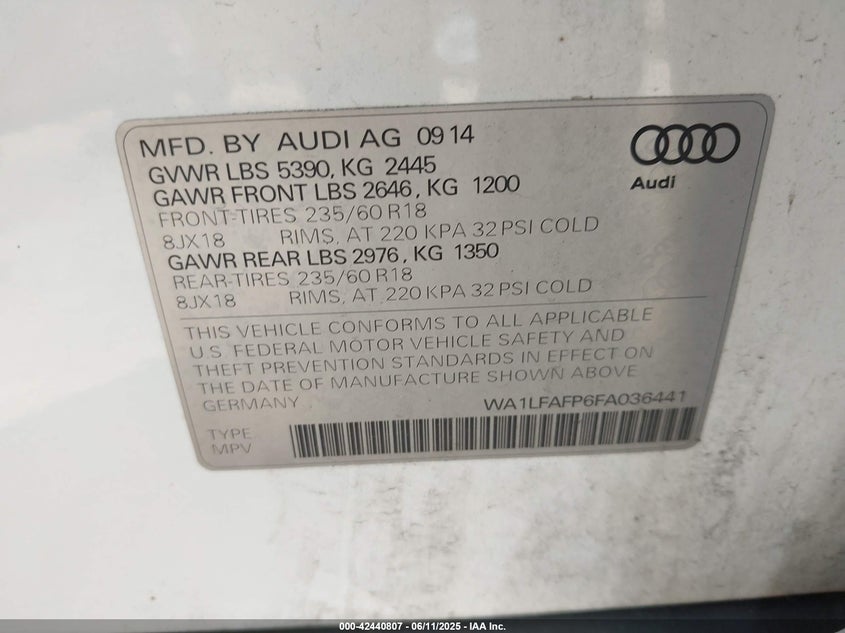 MFD. BY AUDI AG 09 14
GVWR LBS 5390, KG 2445
GAWR FRONT LBS 2646, KG 1200
FRONT-TIRES 235/60 R18
8JX18 RIMS, AT 220 KPA 32 PSI COLD
GAWR REAR LBS 2976, KG 1350
REAR-TIRES 235/60 R18
8JX18 RIMS, AT 220 KPA 32 PSI COLD
Audi
THIS VEHICLE CONFORMS TO ALL APPLICABLE
U.S. FEDERAL MOTOR VEHICLE SAFETY AND
THEFT PREVENTION STANDARDS IN EFFECT ON
THE DATE OF MANUFACTURE SHOWN ABOVE
GERMANY WA1LFAFP6FA036441
TYPE
MPV
000-42440807 - 06/11/2025 - IAA Inc.